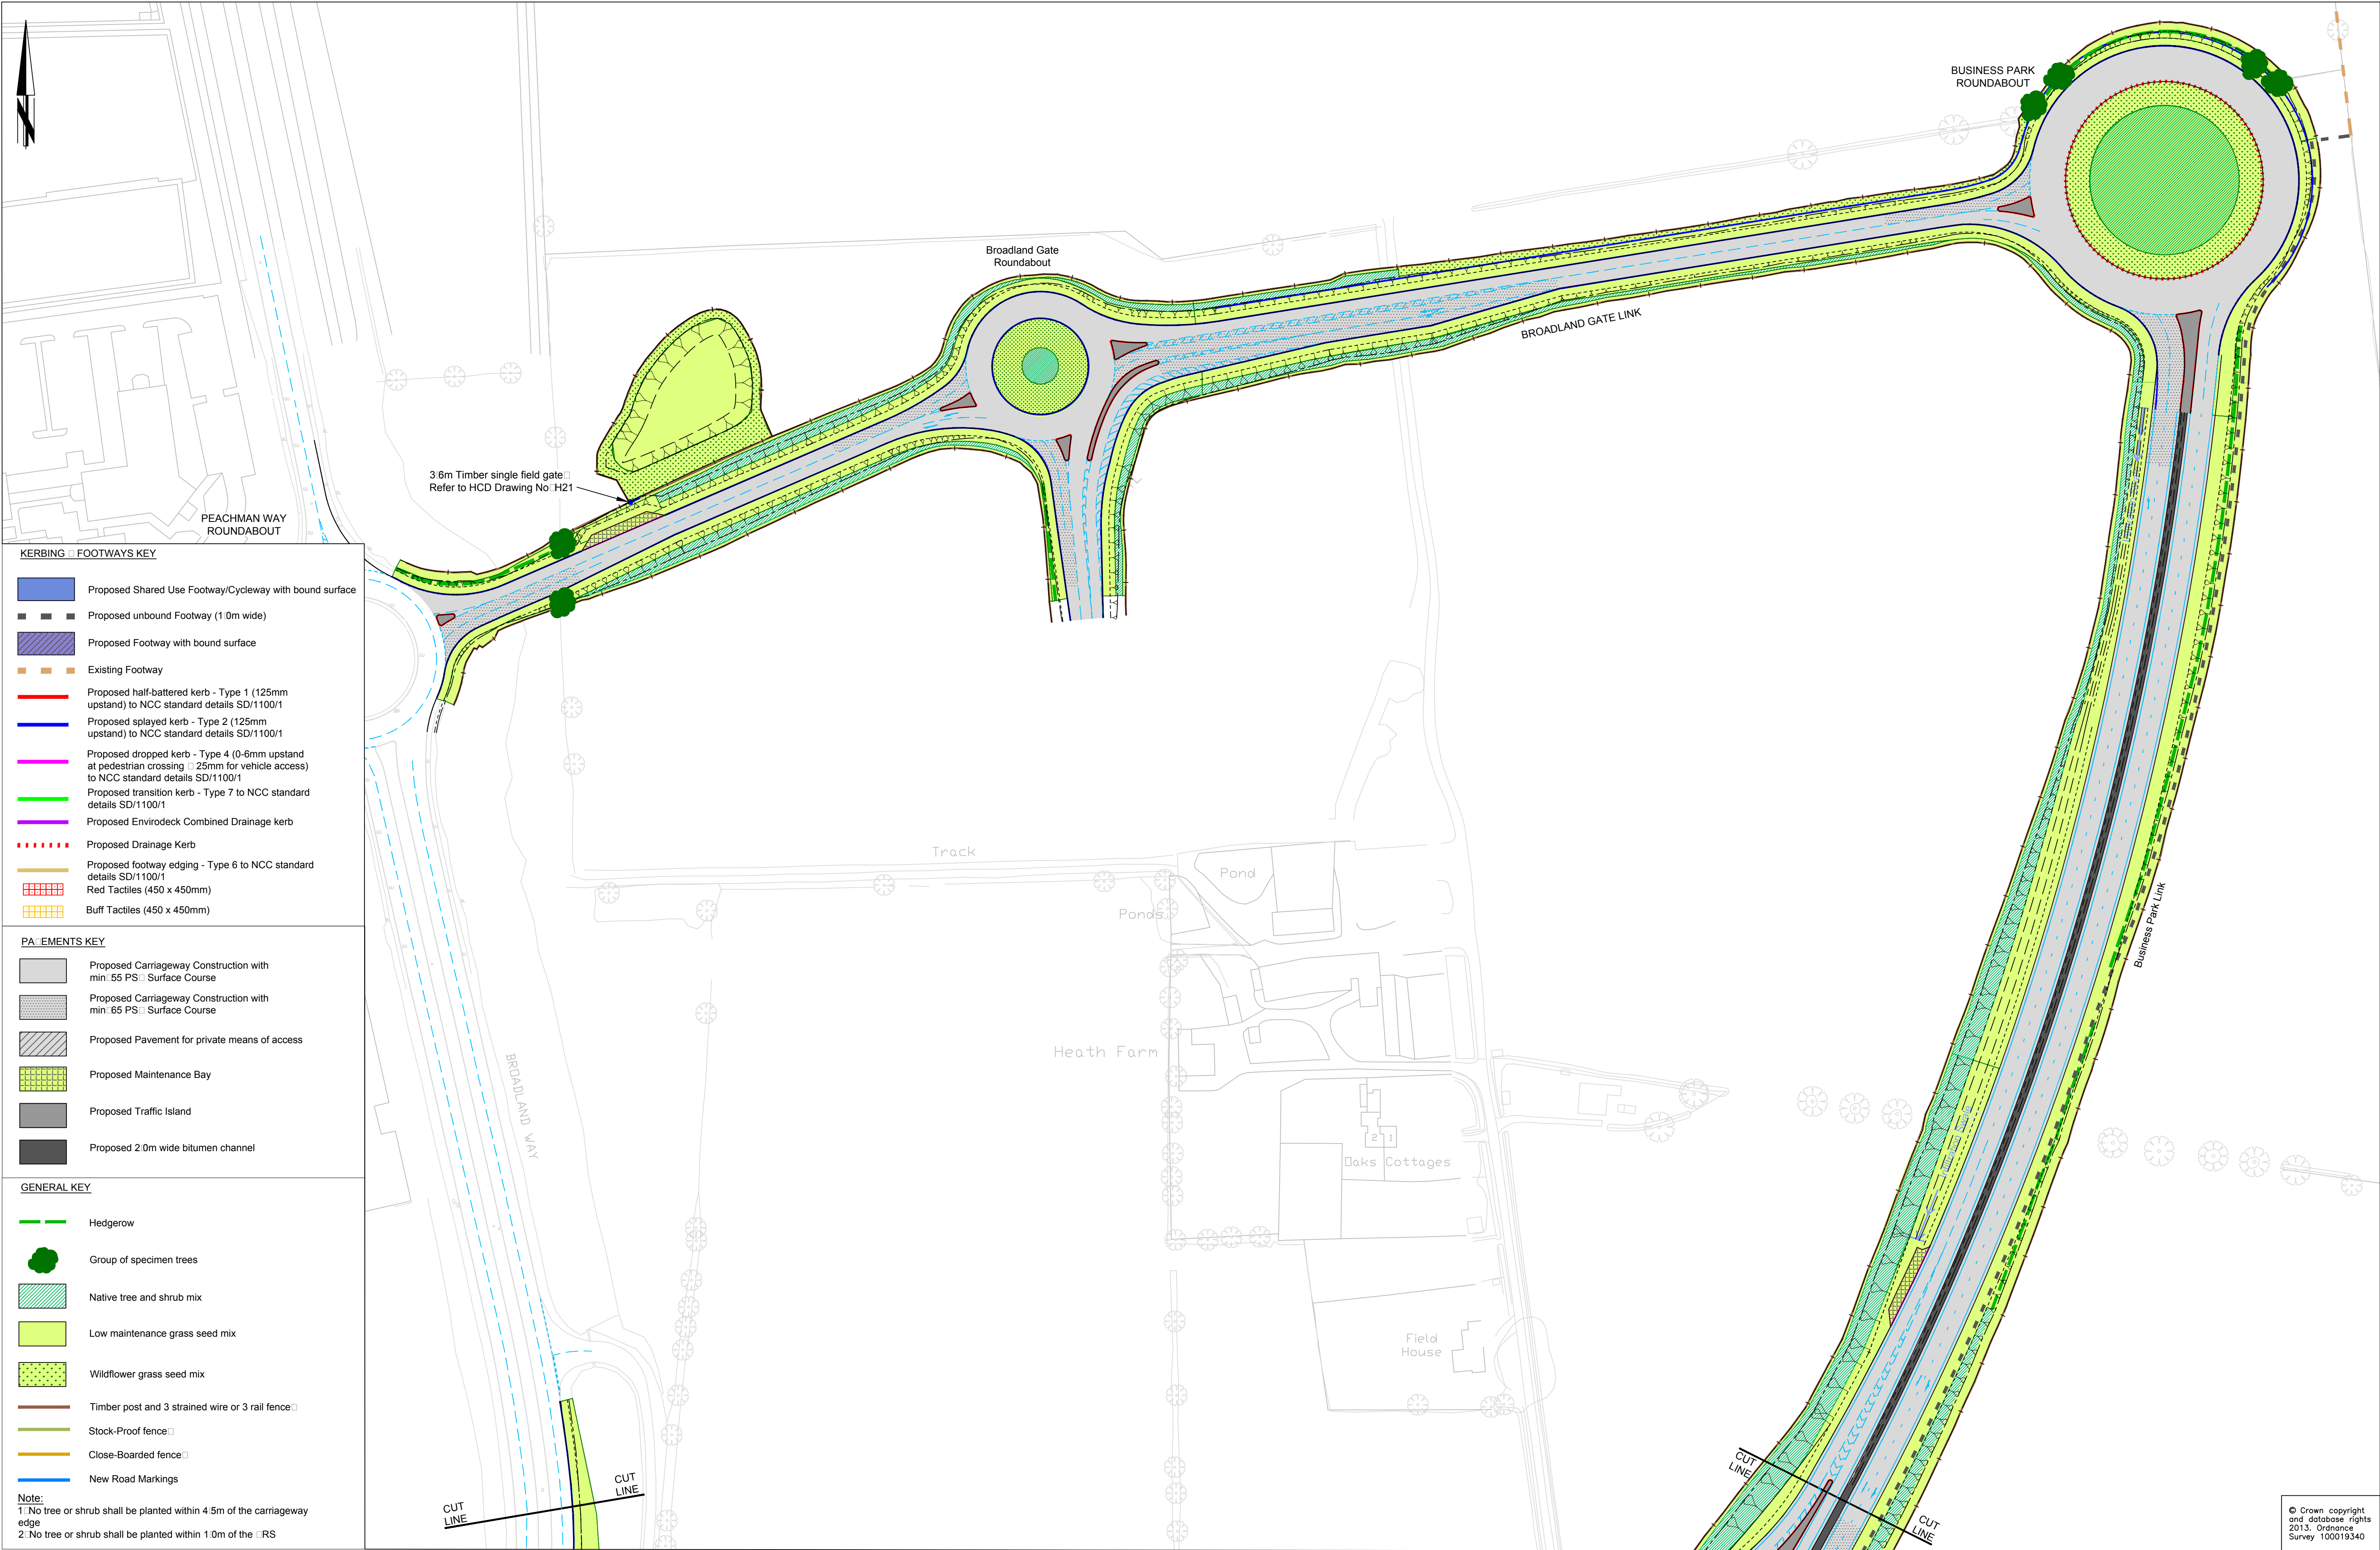 N
BUSINESS PARK
ROUNDABOUT
Broadland Gate
Roundabout
BROADLAND GATE LINK
3□6m Timber single field gate□
Refer to HCD Drawing No□H21
PEACHMAN WAY
ROUNDABOUT
KERBING □ FOOTWAYS KEY
Proposed Shared Use Footway/Cycleway with bound surface
Proposed unbound Footway (1□0m wide)
Proposed Footway with bound surface
Existing Footway
Proposed half-battered kerb - Type 1 (125mm
upstand) to NCC standard details SD/1100/1
Proposed splayed kerb - Type 2 (125mm
upstand) to NCC standard details SD/1100/1
Proposed dropped kerb - Type 4 (0-6mm upstand
at pedestrian crossing □ 25mm for vehicle access)
to NCC standard details SD/1100/1
Proposed transition kerb - Type 7 to NCC standard
details SD/1100/1
Proposed Envirodeck Combined Drainage kerb
Proposed Drainage Kerb
Proposed footway edging - Type 6 to NCC standard
details SD/1100/1
Red Tactiles (450 x 450mm)
Buff Tactiles (450 x 450mm)
PA□EMENTS KEY
Proposed Carriageway Construction with
min□55 PS□ Surface Course
Proposed Carriageway Construction with
min□65 PS□ Surface Course
Proposed Pavement for private means of access
Proposed Maintenance Bay
Proposed Traffic Island
Proposed 2□0m wide bitumen channel
GENERAL KEY
Hedgerow
Group of specimen trees
Native tree and shrub mix
Low maintenance grass seed mix
Wildflower grass seed mix
Timber post and 3 strained wire or 3 rail fence□
Stock-Proof fence□
Close-Boarded fence□
New Road Markings
Note:
1□No tree or shrub shall be planted within 4□5m of the carriageway
edge
2□No tree or shrub shall be planted within 1□0m of the □RS
Track
Pond
Ponds
Heath Farm
2 1
Oaks Cottages
Field
House
BROADLAND WAY
Business Park Link
CUT
LINE
CUT
LINE
CUT
LINE
CUT
LINE
© Crown copyright
and database rights
2013. Ordnance
Survey 100019340